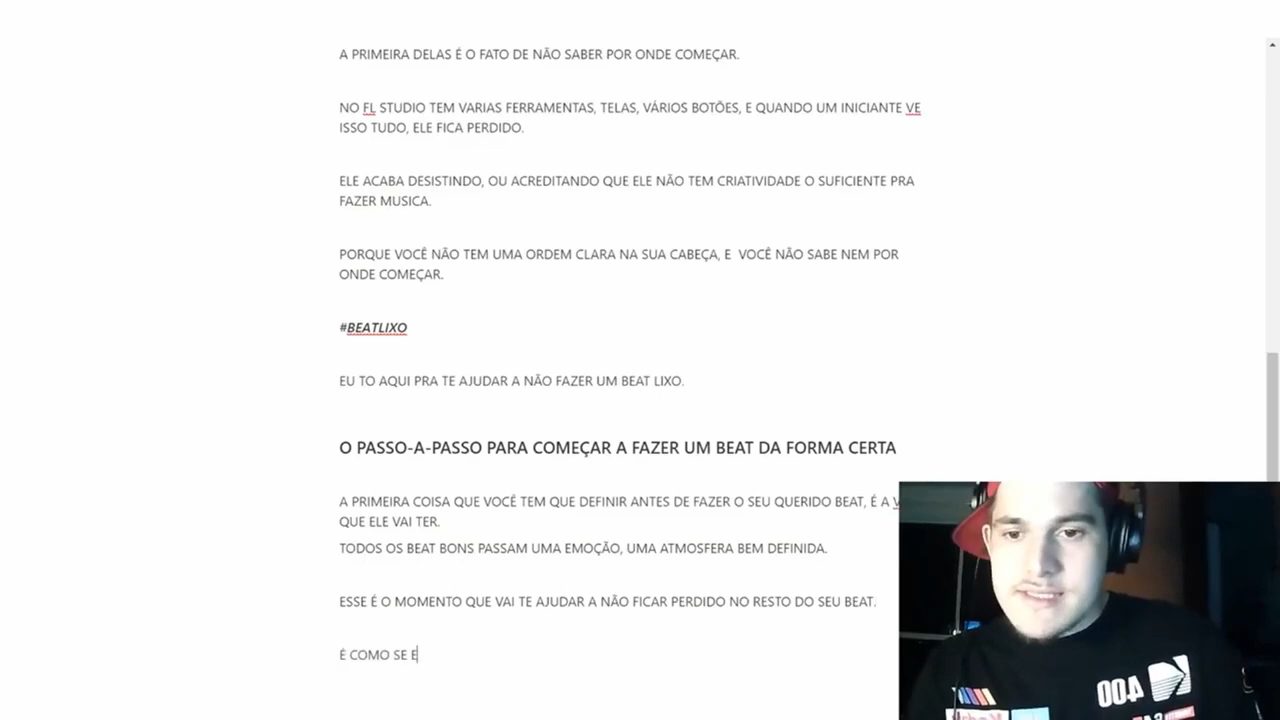 A PRIMEIRA DELAS É O FATO DE NÃO SABER POR ONDE COMEÇAR.
NO FL STUDIO TEM VARIAS FERRAMENTAS, TELAS, VÁRIOS BOTÕES, E QUANDO UM INICIANTE VE
ISSO TUDO, ELE FICA PERDIDO.
ELE ACABA DESISTINDO, OU ACREDITANDO QUE ELE NÃO TEM CRIATIVIDADE O SUFICIENTE PRA
FAZER MUSICA.
PORQUE VOCÊ NÃO TEM UMA ORDEM CLARA NA SUA CABEÇA, E VOCÊ NÃO SABE NEM POR
ONDE COMEÇAR.
#BEATLIXO
EU TO AQUI PRA TE AJUDAR A NÃO FAZER UM BEAT LIXO.
O PASSO-A-PASSO PARA COMEÇAR A FAZER UM BEAT DA FORMA CERTA
A PRIMEIRA COISA QUE VOCÊ TEM QUE DEFINIR ANTES DE FAZER O SEU QUERIDO BEAT, É A
QUE ELE VAI TER.
TODOS OS BEAT BONS PASSAM UMA EMOÇÃO, UMA ATMOSFERA BEM DEFINIDA.
ESSE É O MOMENTO QUE VAI TE AJUDAR A NÃO FICAR PERDIDO NO RESTO DO SEU BEAT.
É COMO SE E
400